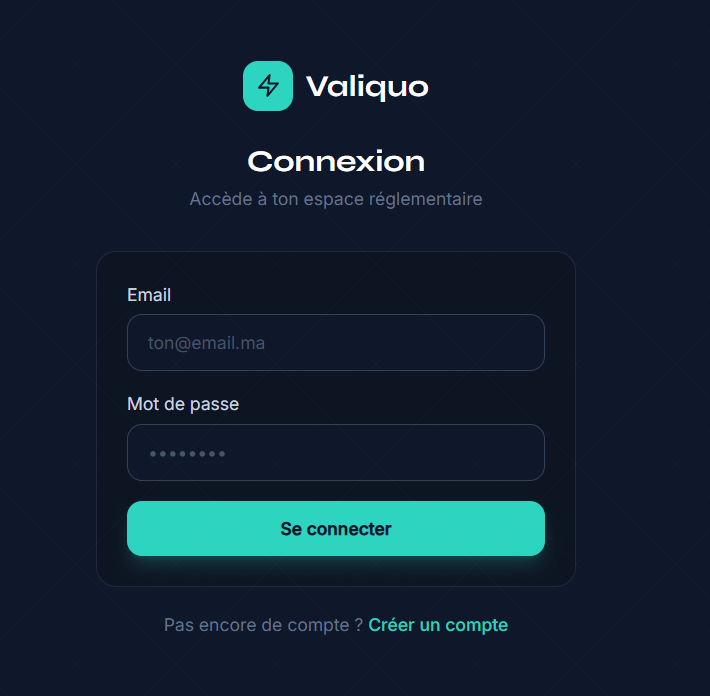 Valiquo
Connexion
Accède à ton espace réglementaire
Email
ton@email.ma
Mot de passe
••••••••
Se connecter
Pas encore de compte ? Créer un compte